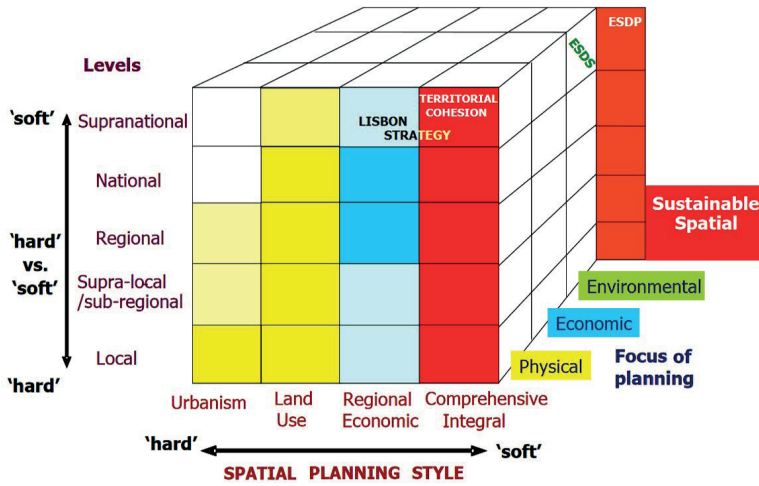 ESDP
ESDS
Levels
'soft'
Supranational
TERRITORIAL
COHESION
LISBON
STRATEGY
National
'hard'
vs.
'soft'
Regional
Sustainable
Spatial
Supra-local
/sub-regional
Environmental
Economic
Local
'hard'
Physical
Focus of
planning
Urbanism
Land
Use
Regional
Economic
Comprehensive
Integral
'hard'
'soft'
SPATIAL PLANNING STYLE